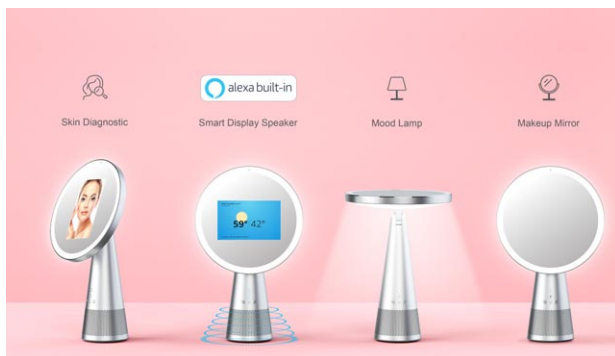 alexa built-in
Skin Diagnostic
Smart Display Speaker
Mood Lamp
Makeup Mirror
59° 42°